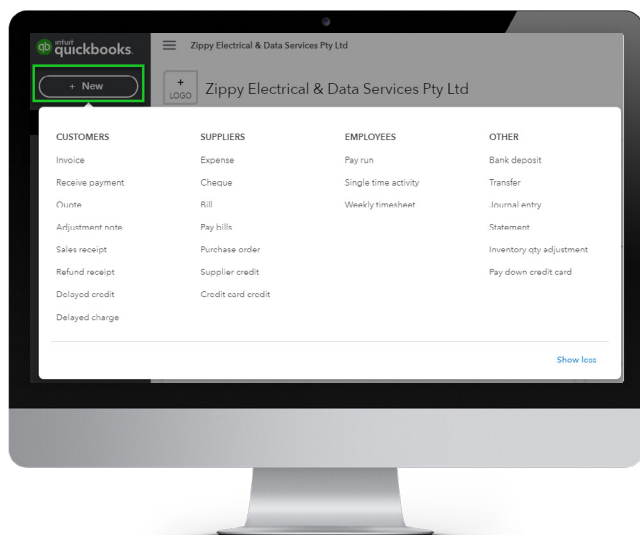 intuit
qb quickbooks.
Zippy Electrical & Data Services Pty Ltd
+ New
+
LOGO
Zippy Electrical & Data Services Pty Ltd
CUSTOMERS
Invoice
Receive payment
Quote
Adjustment note
Sales receipt
Refund receipt
Delayed credit
Delayed charge
SUPPLIERS
Expense
Cheque
Bill
Pay bills
Purchase order
Supplier credit
Credit card credit
EMPLOYEES
Pay run
Single time activity
Weekly timesheet
OTHER
Bank deposit
Transfer
Journal entry
Statement
Inventory qty adjustment
Pay down credit card
Show less